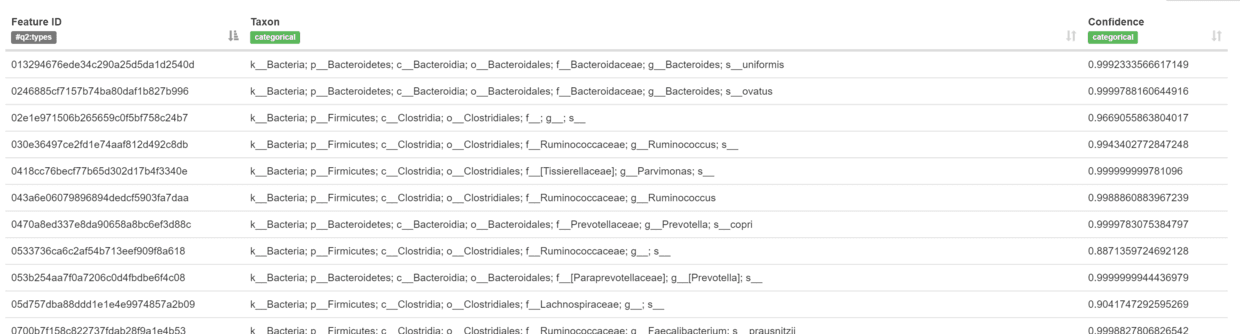 Feature ID Taxon Confidence
#q2:types categorical categorical
013294676ede34c290a25d5da1d2540d k__Bacteria; p__Bacteroidetes; c__Bacteroidia; o__Bacteroidales; f__Bacteroidaceae; g__Bacteroides; s__uniformis 0.9992333566617149
0246885cf7157b74ba80daf1b827b996 k__Bacteria; p__Bacteroidetes; c__Bacteroidia; o__Bacteroidales; f__Bacteroidaceae; g__Bacteroides; s__ovatus 0.9999788160644916
02e1e971506b265659c0f5bf758c24b7 k__Bacteria; p__Firmicutes; c__Clostridia; o__Clostridiales; f__; g__; s__ 0.9669055863804017
030e36497ce2fd1e74aaf812d492c8db k__Bacteria; p__Firmicutes; c__Clostridia; o__Clostridiales; f__Ruminococcaceae; g__Ruminococcus; s__ 0.9943402772847248
0418cc76becf77b65d302d17b4f3340e k__Bacteria; p__Firmicutes; c__Clostridia; o__Clostridiales; f__[Tissierellaceae]; g__Parvimonas; s__ 0.999999999781096
043a6e06079896894dedcf5903fa7daa k__Bacteria; p__Firmicutes; c__Clostridia; o__Clostridiales; f__Ruminococcaceae; g__Ruminococcus 0.9988860883967239
0470a8ed337e8da90658a8bc6ef3d88c k__Bacteria; p__Bacteroidetes; c__Bacteroidia; o__Bacteroidales; f__Prevotellaceae; g__Prevotella; s__copri 0.9999783075384797
0533736ca6c2af54b713eef909f8a618 k__Bacteria; p__Firmicutes; c__Clostridia; o__Clostridiales; f__Ruminococcaceae; g__; s__ 0.8871359724692128
053b254aa7f0a7206c0d4fbdbe6f4c08 k__Bacteria; p__Bacteroidetes; c__Bacteroidia; o__Bacteroidales; f__[Paraprevotellaceae]; g__[Prevotella]; s__ 0.9999999944436979
05d757dba88ddd1e1e4e9974857a2b09 k__Bacteria; p__Firmicutes; c__Clostridia; o__Clostridiales; f__Lachnospiraceae; g__; s__ 0.9041747292595269
0700b7f158c822737fdab28f9a1e4b53 k__Bacteria; p__Firmicutes; c__Clostridia; o__Clostridiales; f__Ruminococcaceae; g__Faecalibacterium; s__prausnitzii 0.9998827806826542